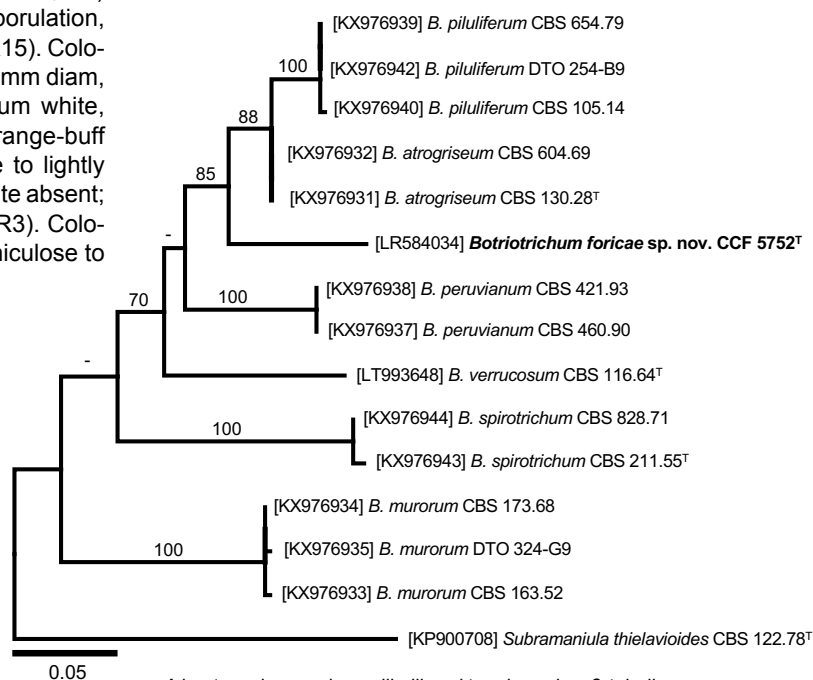 porulation,
15). Colo-
mm diam,
um white,
range-buff
to lightly
te absent;
R3). Colo-
niculose to
[KX976939] B. piluliferum CBS 654.79
100
[KX976942] B. piluliferum DTO 254-B9
[KX976940] B. piluliferum CBS 105.14
88
[KX976932] B. atrogriseum CBS 604.69
85
[KX976931] B. atrogriseum CBS 130.28ᵀ
-
[LR584034] Botriotrichum foricae sp. nov. CCF 5752ᵀ
[KX976938] B. peruvianum CBS 421.93
100
70
[KX976937] B. peruvianum CBS 460.90
-
[LT993648] B. verrucosum CBS 116.64ᵀ
[KX976944] B. spirotrichum CBS 828.71
100
[KX976943] B. spirotrichum CBS 211.55ᵀ
[KX976934] B. murorum CBS 173.68
100
[KX976935] B. murorum DTO 324-G9
[KX976933] B. murorum CBS 163.52
[KP900708] Subramaniula thielavioides CBS 122.78ᵀ
0.05